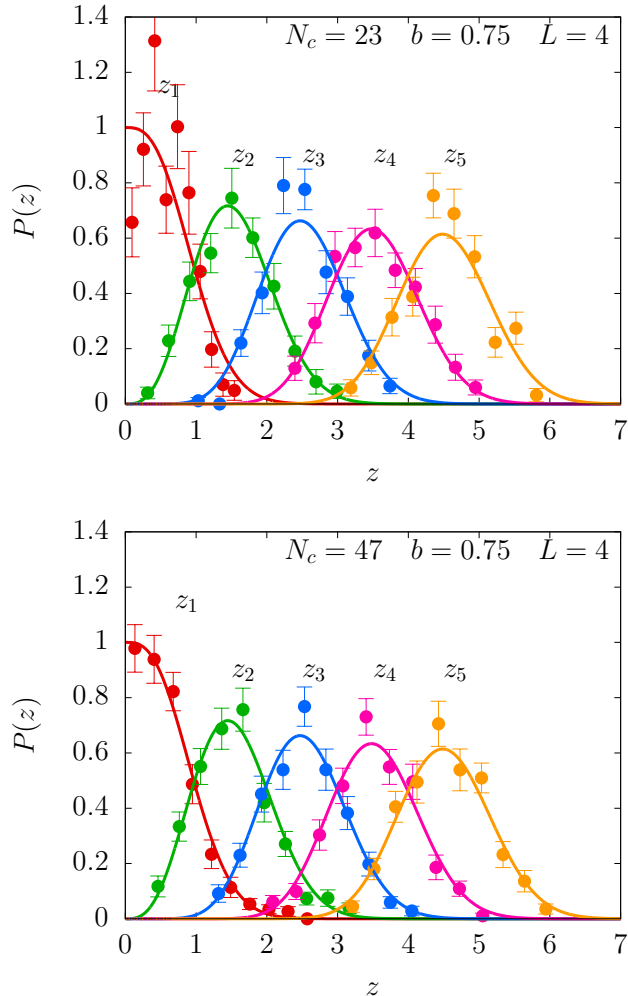 1.4
1.2
1
0.8
0.6
0.4
0.2
0
P(z)
N_c = 23 b = 0.75 L = 4
z_1
z_2 z_3 z_4 z_5
0 1 2 3 4 5 6 7
z
1.4
1.2
1
0.8
0.6
0.4
0.2
0
P(z)
N_c = 47 b = 0.75 L = 4
z_1
z_2 z_3 z_4 z_5
0 1 2 3 4 5 6 7
z